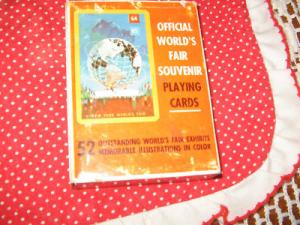 64
OFFICIAL
WORLD'S
FAIR
SOUVENIR
PLAYING
CARDS
NEW YORK WORLD'S FAIR
52 OUTSTANDING WORLD'S FAIR EXHIBITS
MEMORABLE ILLUSTRATIONS IN COLOR